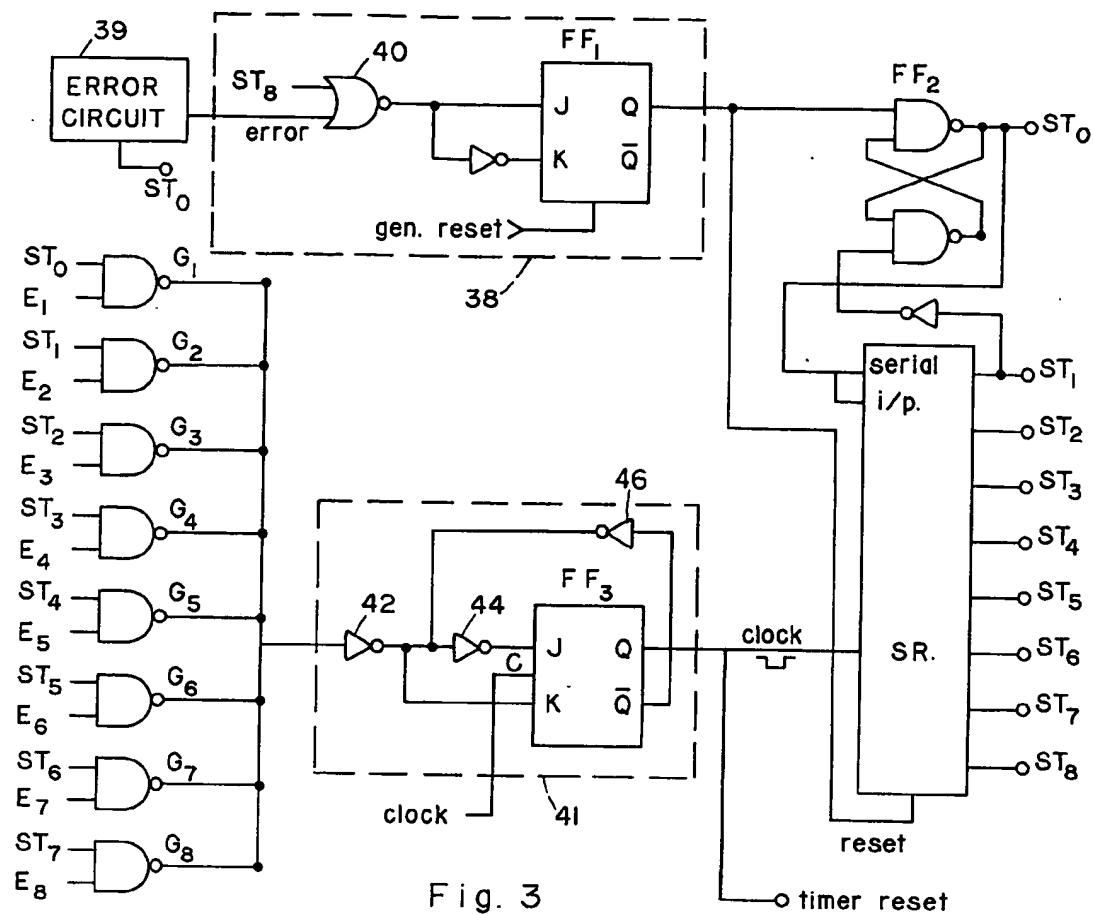 39
ERROR
CIRCUIT
ST0
ST8
error
40
FF1
J
Q
K
Q̅
gen. reset
38
FF2
ST0
ST0
E1
G1
ST1
E2
G2
ST2
E3
G3
ST3
E4
G4
ST4
E5
G5
ST5
E6
G6
ST6
E7
G7
ST7
E8
G8
42
44
46
FF3
J
Q
C
K
Q̅
clock
41
clock
serial
i/p.
SR.
ST1
ST2
ST3
ST4
ST5
ST6
ST7
ST8
reset
timer reset
Fig. 3